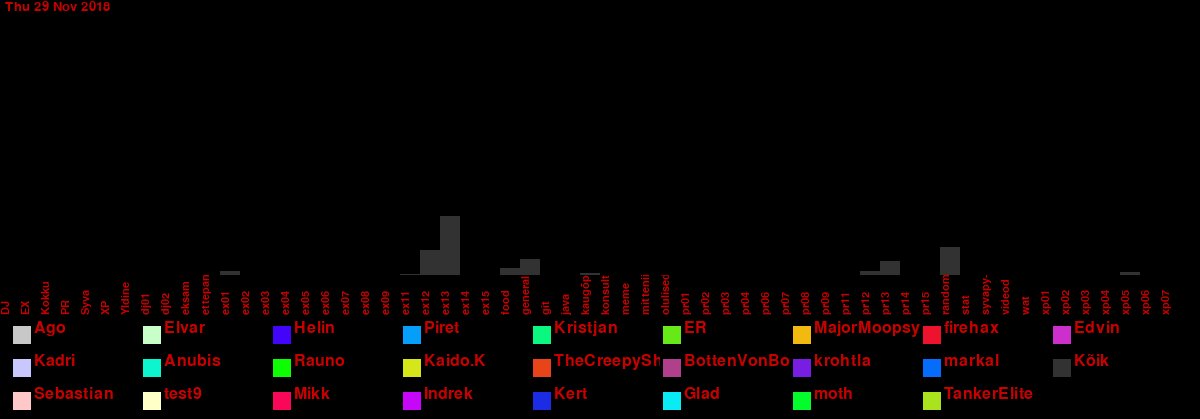 Thu 29 Nov 2018
DJ EX Kokku PR Syva XP Yldine dj01 dj02 eksam ettepan ex01 ex02 ex03 ex04 ex05 ex06 ex07 ex08 ex09 ex11 ex12 ex13 ex14 ex15 food general git java kaugõp konsult meme mitteinii olulised pr01 pr02 pr03 pr04 pr06 pr07 pr08 pr09 pr11 pr12 pr13 pr14 pr15 random stat syvapy- videod wat xp01 xp02 xp03 xp04 xp05 xp06 xp07
Ago Elvar Helin Piret Kristjan ER MajorMoopsy firehax Edvin
Kadri Anubis Rauno Kaido.K TheCreepySh BottenVonBo krohtla markal Kõik
Sebastian test9 Mikk Indrek Kert Glad moth TankerElite